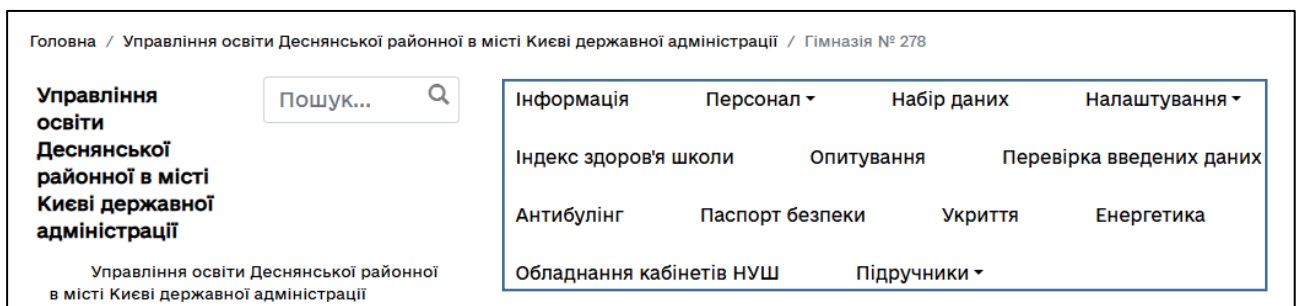 Головна / Управління освіти Деснянської районної в місті Києві державної адміністрації / Гімназія № 278
Управління
освіти
Деснянської
районної в місті
Києві державної
адміністрації
Управління освіти Деснянської районної
в місті Києві державної адміністрації
Пошук...
Інформація Персонал Набір даних Налаштування
Індекс здоров'я школи Опитування Перевірка введених даних
Антибулінг Паспорт безпеки Укриття Енергетика
Обладнання кабінетів НУШ Підручники